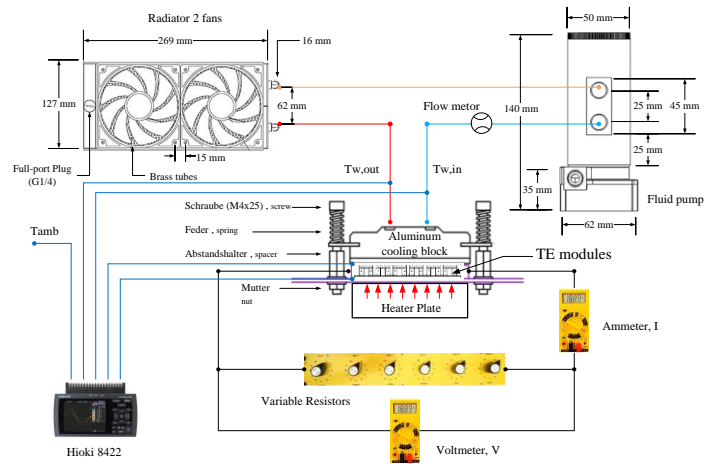 Radiator 2 fans
50 mm
269 mm
16 mm
127 mm
62 mm
Flow metor
140 mm
25 mm
45 mm
25 mm
15 mm
Full-port Plug
(G1/4)
Brass tubes
Tw,out
Tw,in
35 mm
Fluid pump
62 mm
Tamb
Schraube (M4x25) , screw
Feder , spring
Abstandshalter , spacer
Mutter
nut
Aluminum
cooling block
TE modules
Heater Plate
Ammeter, I
Variable Resistors
Voltmeter, V
Hioki 8422